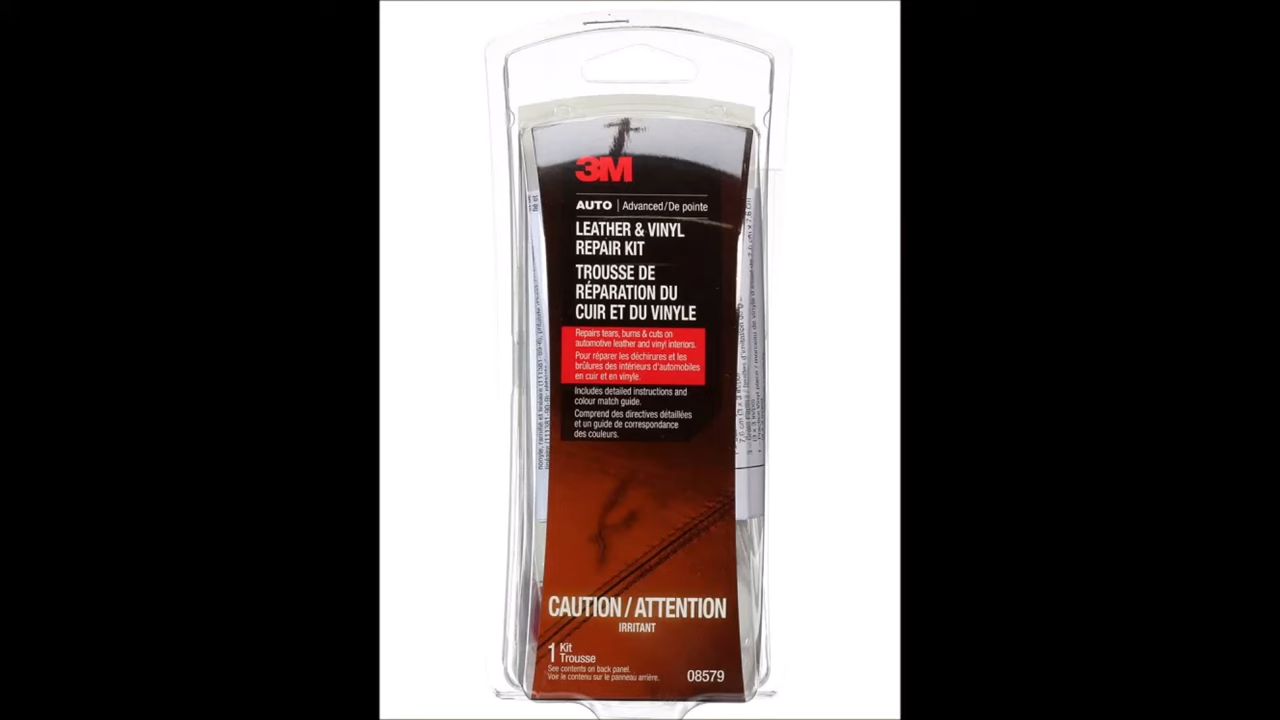 3M
AUTO | Advanced/De pointe
LEATHER & VINYL
REPAIR KIT
TROUSSE DE
RÉPARATION DU
CUIR ET DU VINYLE
Repairs tears, burns & cuts on
automotive leather and vinyl interiors.
Pour réparer les déchirures et les
brûlures des intérieurs d'automobiles
en cuir et en vinyle.
Includes detailed instructions and
colour match guide.
Comprend des directives détaillées
et un guide de correspondance
des couleurs.
CAUTION / ATTENTION
IRRITANT
1 Kit
Trousse
See contents on back panel.
Voir le contenu sur le panneau arrière.
08579